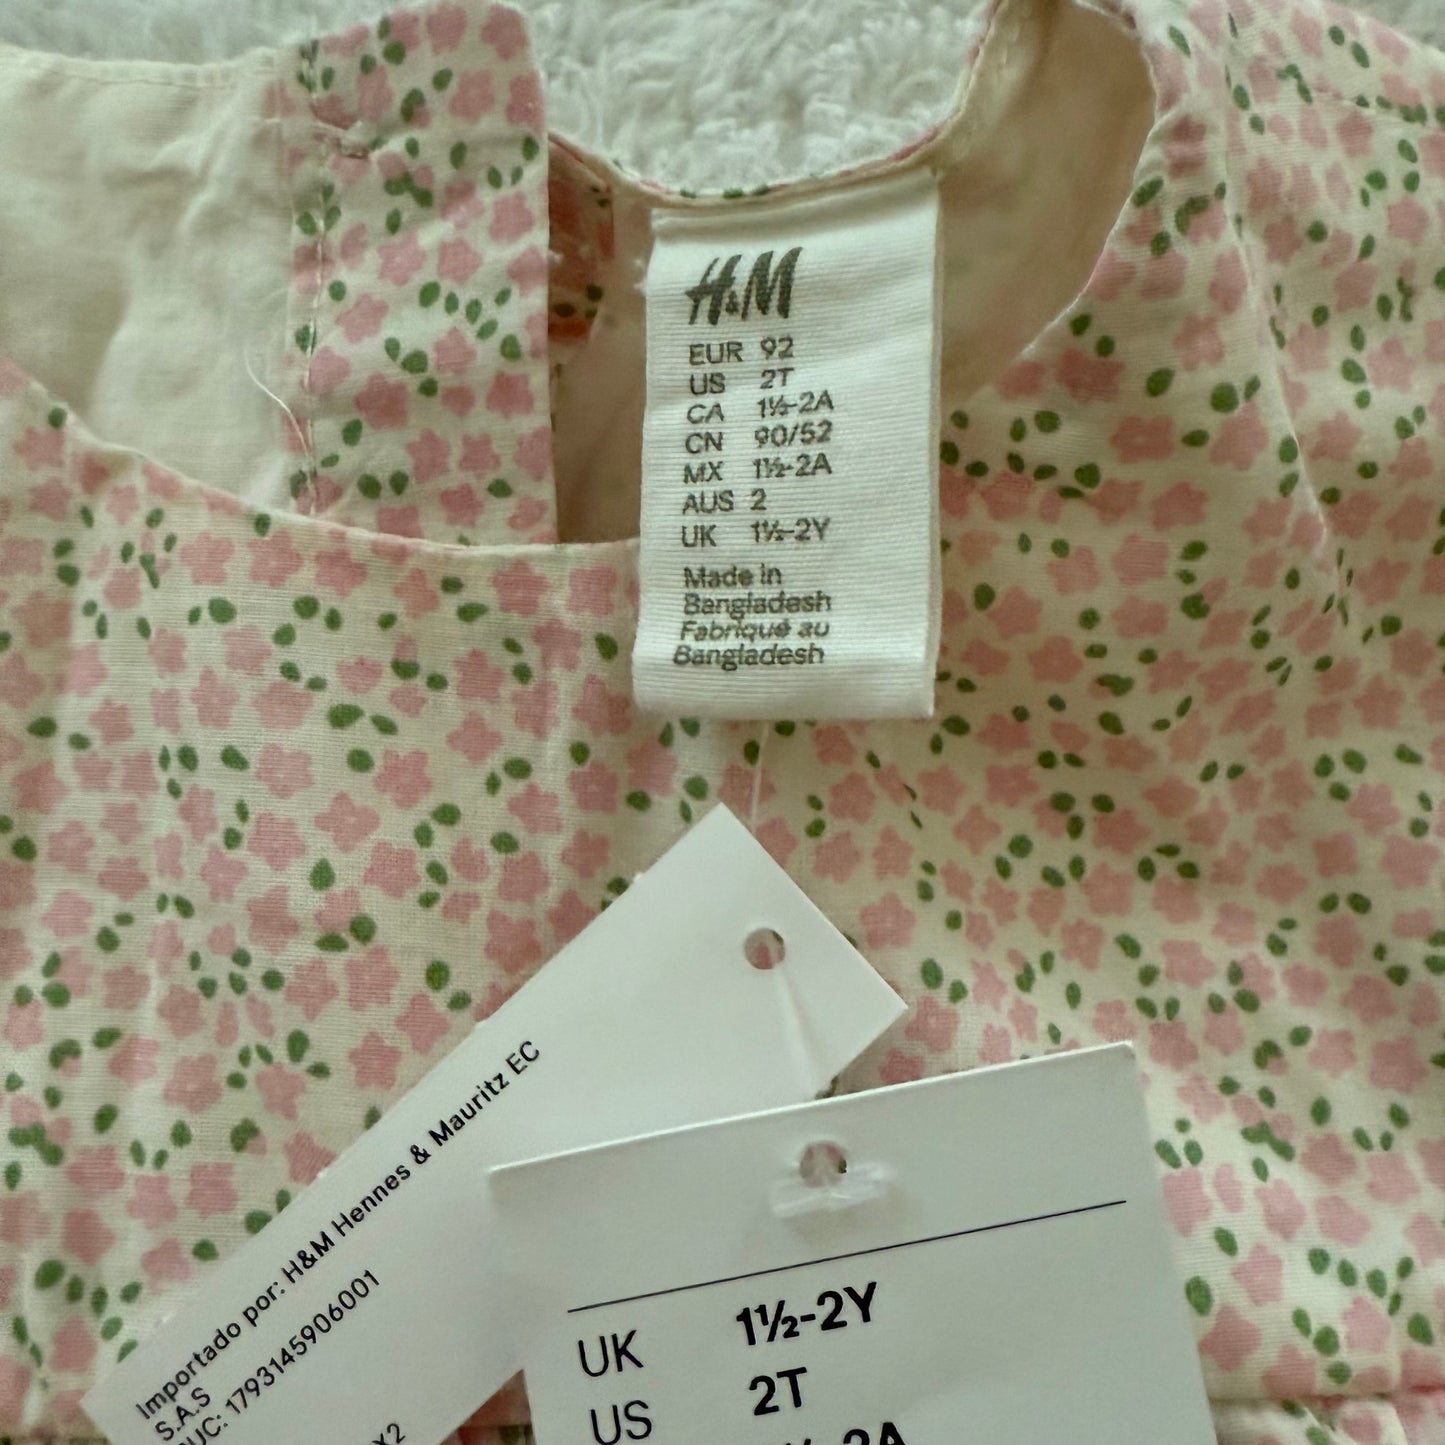 H&M
EUR 92
US 2T
CA 1½-2A
CN 90/52
MX 1½-2A
AUS 2
UK 1½-2Y
Made in
Bangladesh
Fabriqué au
Bangladesh
Importado por: H&M Hennes & Mauritz EC
S.A.S
RUC: 1793145906001
X2
UK 1½-2Y
US 2T